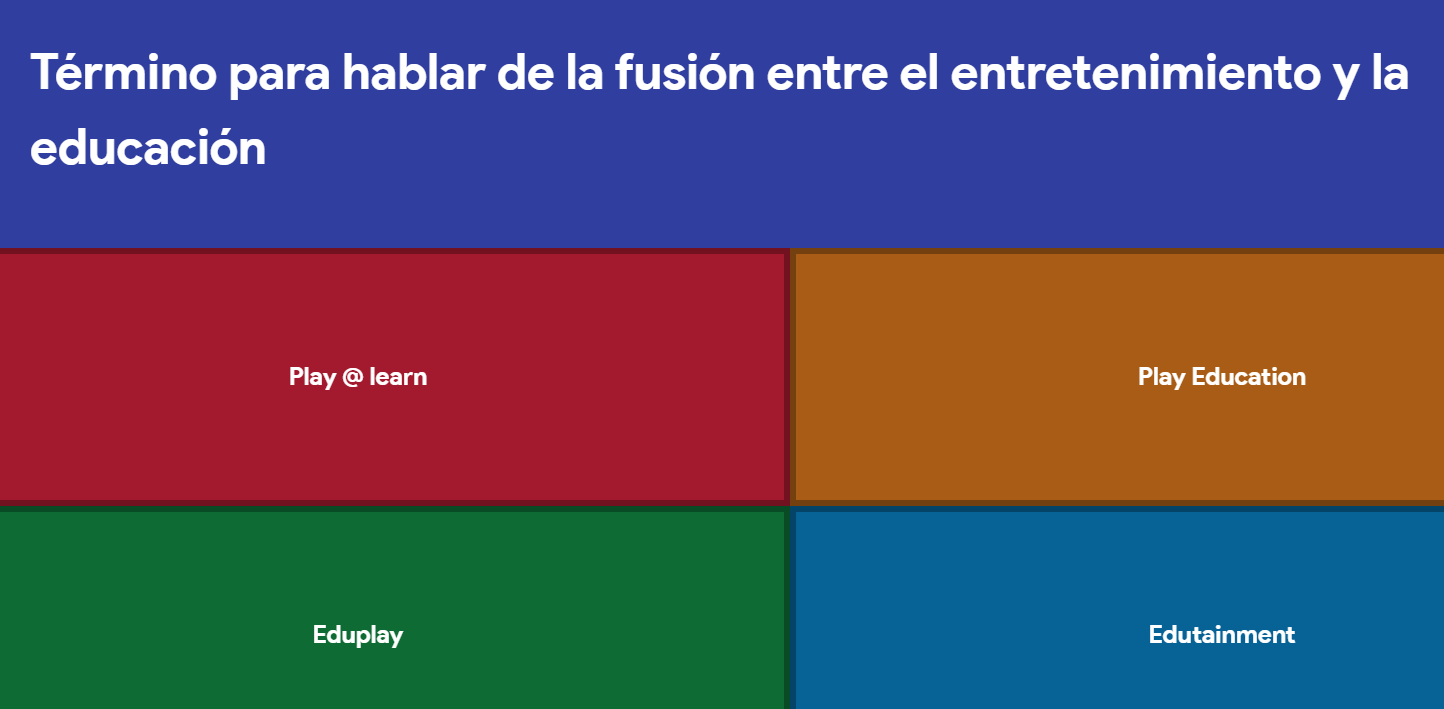 Término para hablar de la fusión entre el entretenimiento y la
educación
Play @ learn
Play Education
Eduplay
Edutainment